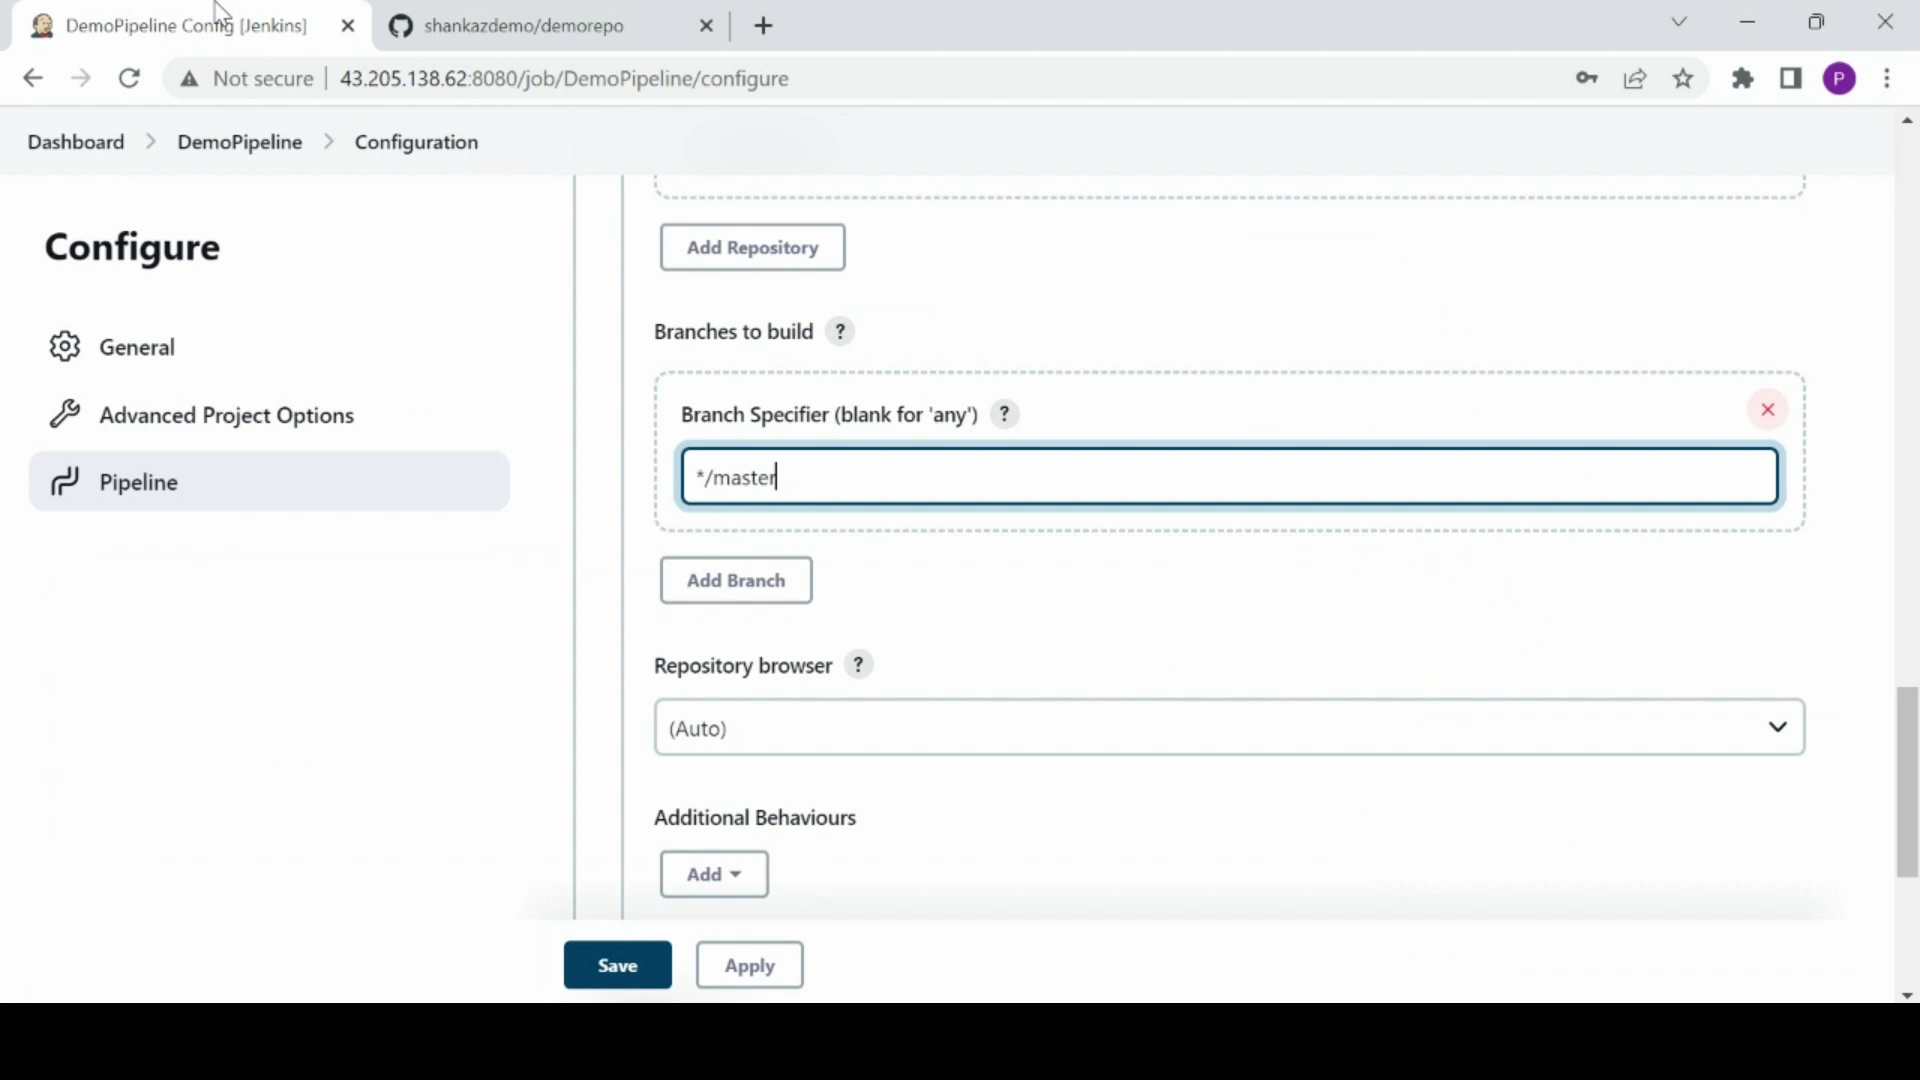 DemoPipeline Config [Jenkins]
shankazdemo/demorepo
Not secure
43.205.138.62:8080/job/DemoPipeline/configure
P
Dashboard
DemoPipeline
Configuration
Configure
General
Advanced Project Options
Pipeline
Add Repository
Branches to build ?
Branch Specifier (blank for 'any') ?
*/master
Add Branch
Repository browser ?
(Auto)
Additional Behaviours
Add
Save
Apply